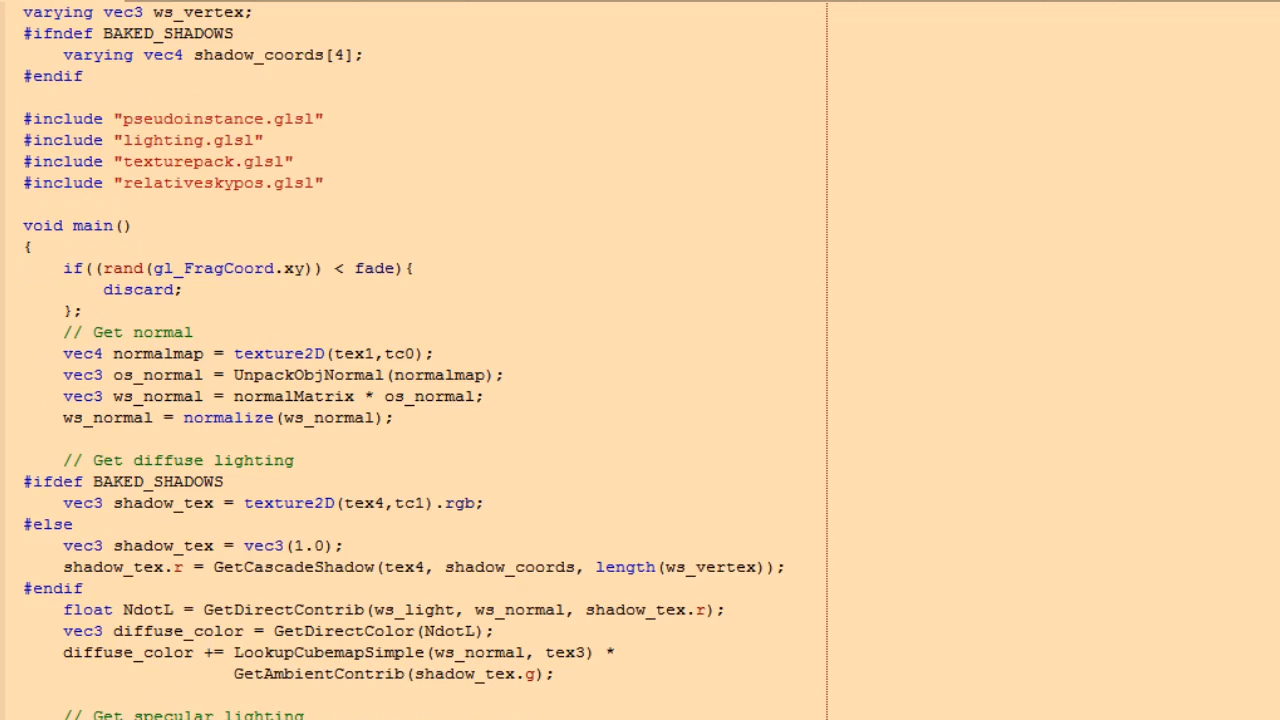 varying vec3 ws_vertex;
#ifndef BAKED_SHADOWS
    varying vec4 shadow_coords[4];
#endif

#include "pseudoinstance.glsl"
#include "lighting.glsl"
#include "texturepack.glsl"
#include "relativeskypos.glsl"

void main()
{
    if((rand(gl_FragCoord.xy)) < fade){
        discard;
    };
    // Get normal
    vec4 normalmap = texture2D(tex1,tc0);
    vec3 os_normal = UnpackObjNormal(normalmap);
    vec3 ws_normal = normalMatrix * os_normal;
    ws_normal = normalize(ws_normal);

    // Get diffuse lighting
#ifdef BAKED_SHADOWS
    vec3 shadow_tex = texture2D(tex4,tc1).rgb;
#else
    vec3 shadow_tex = vec3(1.0);
    shadow_tex.r = GetCascadeShadow(tex4, shadow_coords, length(ws_vertex));
#endif
    float NdotL = GetDirectContrib(ws_light, ws_normal, shadow_tex.r);
    vec3 diffuse_color = GetDirectColor(NdotL);
    diffuse_color += LookupCubemapSimple(ws_normal, tex3) *
                     GetAmbientContrib(shadow_tex.g);

    // Get specular lighting